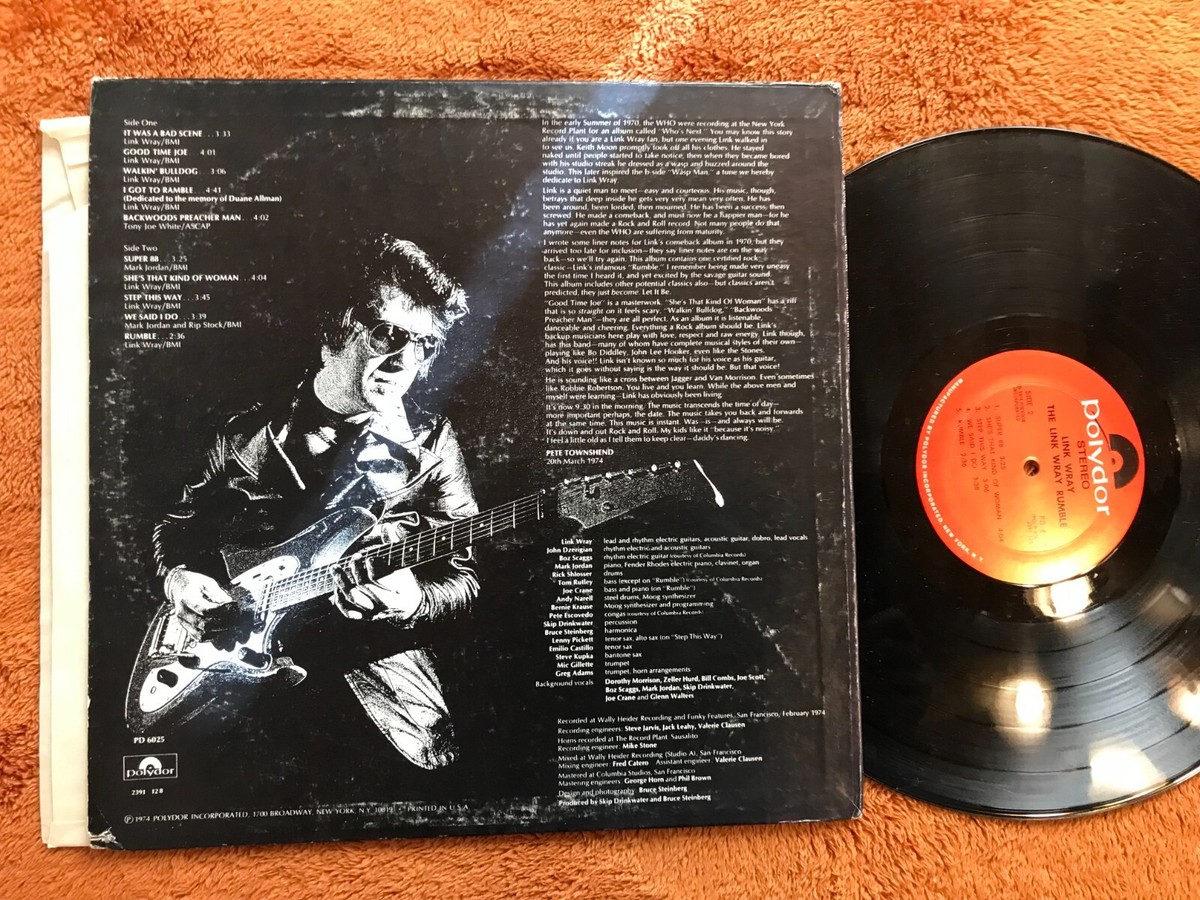 Side One
IT WAS A BAD SCENE . . . 3:33
Link Wray/BMI
GOOD TIME JOE . . . 4:01
Link Wray/BMI
WALKIN' BULLDOG . . . 3:06
Link Wray/BMI
I GOT TO RAMBLE . . . 4:41
(Dedicated to the memory of Duane Allman)
Link Wray/BMI
BACKWOODS PREACHER MAN . . . 4:02
Tony Joe White/ASCAP
Side Two
SUPER 88 . . . 3:25
Mark Jordan/BMI
SHE'S THAT KIND OF WOMAN . . . 4:04
Link Wray/BMI
STEP THIS WAY . . . 3:45
Link Wray/BMI
WE SAID I DO . . . 3:39
Mark Jordan and Rip Stock/BMI
RUMBLE . . . 2:36
Link Wray/BMI
In the early Summer of 1970, the WHO were recording at the New York
Record Plant for an album called "Who's Next." You may know this story
already if you are a Link Wray fan, but one evening Link walked in
to see us. Keith Moon promptly took off all his clothes. He stayed
naked until people started to take notice, then when they became bored
with his studio streak he dressed as a wasp and buzzed around the
studio. This later inspired the b-side "Wasp Man," a tune we hereby
dedicate to Link Wray.
Link is a quiet man to meet—easy and courteous. His music, though,
betrays that deep inside he gets very very mean very often. He has
been around, been lorded, then mourned. He has been a success, then
screwed. He made a comeback, and must now be a happier man—for he
has yet again made a Rock and Roll record. Not many people do that
anymore—even the WHO are suffering from maturity.
I wrote some liner notes for Link's comeback album in 1970, but they
arrived too late for inclusion—they say liner notes are on the way
back—so we'll try again. This album contains one certified rock
classic—Link's infamous "Rumble." I remember being made very uneasy
the first time I heard it, and yet excited by the savage guitar sound.
This album includes other potential classics also—but classics aren't
predicted, they just become. Let It Be.
"Good Time Joe" is a masterwork. "She's That Kind Of Woman" has a riff
that is so straight on it feels scary. "Walkin' Bulldog," "Backwoods
Preacher Man"—they are all perfect. As an album it is listenable,
danceable and cheering. Everything a Rock album should be. Link's
backup musicians here play with love, respect and raw energy. Link though,
has this band—many of whom have complete musical styles of their own—
playing like Bo Diddley, John Lee Hooker, even like the Stones.
And his voice!! Link isn't known so much for his voice as his guitar,
which it goes without saying is the way it should be. But that voice!
He is sounding like a cross between Jagger and Van Morrison. Even sometimes
like Robbie Robertson. You live and you learn. While the above men and
myself were learning—Link has obviously been living.
It's now 9:30 in the morning. The music transcends the time of day—
more important perhaps, the date. The music takes you back and forwards
at the same time. This music is instant. Was—is—and always will be.
It's down and out Rock and Roll. My kids like it "because it's noisy."
I feel a little old as I tell them to keep clear—daddy's dancing.
PETE TOWNSHEND
20th March 1974
Link Wray lead and rhythm electric guitars, acoustic guitar, dobro, lead vocals
John Dzerigian rhythm electric and acoustic guitars
Boz Scaggs rhythm electric guitar (courtesy of Columbia Records)
Mark Jordan piano, Fender Rhodes electric piano, clavinet, organ
Rick Shlosser drums
Tom Rutley bass (except on "Rumble") (courtesy of Columbia Records)
Joe Crane bass and piano (on "Rumble")
Andy Narell steel drums, Moog synthesizer
Bernie Krause Moog synthesizer and programming
Pete Escovedo congas (courtesy of Columbia Records)
Skip Drinkwater percussion
Bruce Steinberg harmonica
Lenny Pickett tenor sax, alto sax (on "Step This Way")
Emilio Castillo tenor sax
Steve Kupka baritone sax
Mic Gillette trumpet
Greg Adams trumpet, horn arrangements
Background vocals Dorothy Morrison, Zeller Hurd, Bill Combs, Joe Scott,
Boz Scaggs, Mark Jordan, Skip Drinkwater,
Joe Crane and Glenn Walters
Recorded at Wally Heider Recording and Funky Features, San Francisco, February 1974
Recording engineers: Steve Jarvis, Jack Leahy, Valerie Clausen
Horns recorded at The Record Plant, Sausalito
Recording engineer: Mike Stone
Mixed at Wally Heider Recording (Studio A), San Francisco
Mixing engineer: Fred Catero Assistant engineer: Valerie Clausen
Mastered at Columbia Studios, San Francisco
Mastering engineers: George Horn and Phil Brown
Design and photography: Bruce Steinberg
Produced by Skip Drinkwater and Bruce Steinberg
PD 6025
polydor
2391 128
Ⓟ 1974 POLYDOR INCORPORATED, 1700 BROADWAY, NEW YORK, N.Y. 10019 PRINTED IN U.S.A.
polydor
STEREO
LINK WRAY
THE LINK WRAY RUMBLE
SIDE 2
1. SUPER 88 3:25
2. SHE'S THAT KIND OF WOMAN 4:04
3. STEP THIS WAY
4. WE SAID I DO
5. RUMBLE 2:36
MANUFACTURED BY POLYDOR INCORPORATED, NEW YORK, N.Y.